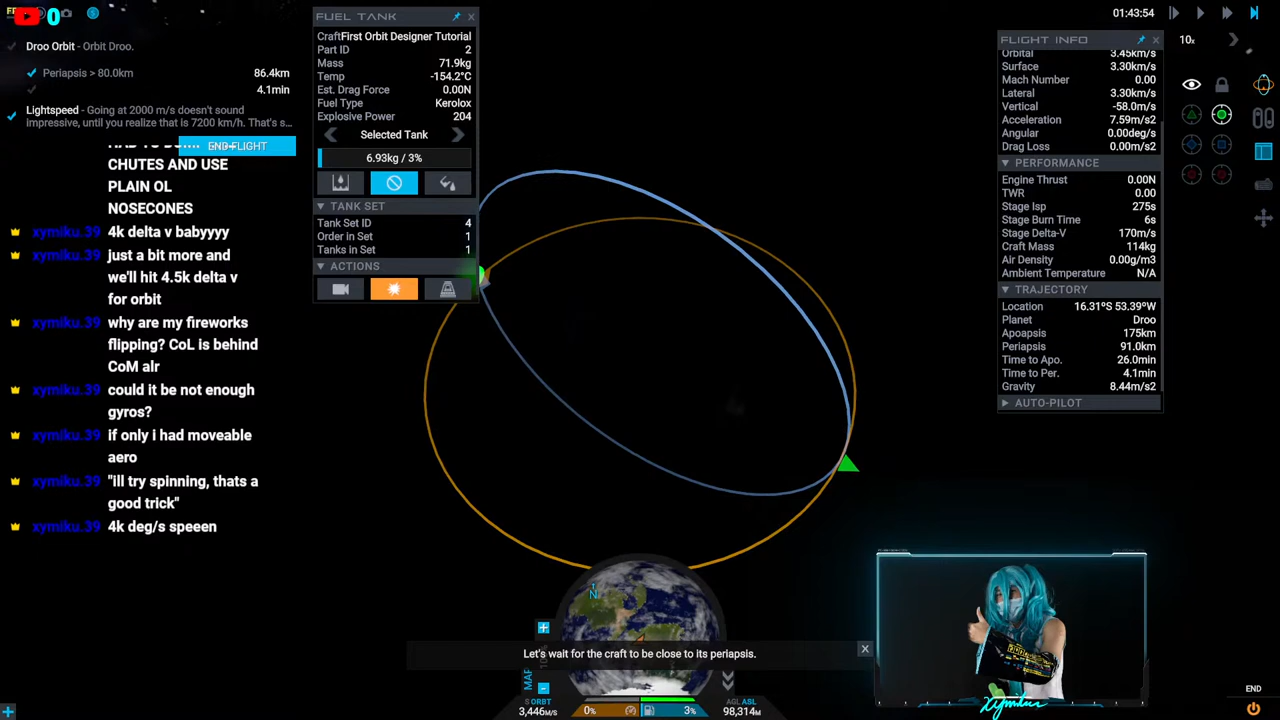 0
Droo Orbit - Orbit Droo.
Periapsis > 80.0km 86.4km
4.1min
Lightspeed - Going at 2000 m/s doesn't sound
impressive, until you realize that is 7200 km/h. That's s...
END FLIGHT
CHUTES AND USE
PLAIN OL
NOSECONES
xymiku.39 4k delta v babyyyy
xymiku.39 just a bit more and
we'll hit 4.5k delta v
for orbit
xymiku.39 why are my fireworks
flipping? CoL is behind
CoM alr
xymiku.39 could it be not enough
gyros?
xymiku.39 if only i had moveable
aero
xymiku.39 "ill try spinning, thats a
good trick"
xymiku.39 4k deg/s speeen
FUEL TANK
Craft First Orbit Designer Tutorial
Part ID 2
Mass 71.9kg
Temp -154.2°C
Est. Drag Force 0.00N
Fuel Type Kerolox
Explosive Power 204
Selected Tank
6.93kg / 3%
TANK SET
Tank Set ID 4
Order in Set 1
Tanks in Set 1
ACTIONS
01:43:54
10x
FLIGHT INFO
Orbital 3.45km/s
Surface 3.30km/s
Mach Number 0.00
Lateral 3.30km/s
Vertical -58.0m/s
Acceleration 7.59m/s2
Angular 0.00deg/s
Drag Loss 0.00m/s2
PERFORMANCE
Engine Thrust 0.00N
TWR 0.00
Stage Isp 275s
Stage Burn Time 6s
Stage Delta-V 170m/s
Craft Mass 114kg
Air Density 0.00g/m3
Ambient Temperature N/A
TRAJECTORY
Location 16.31°S 53.39°W
Planet Droo
Apoapsis 175km
Periapsis 91.0km
Time to Apo. 26.0min
Time to Per. 4.1min
Gravity 8.44m/s2
AUTO-PILOT
N
Let's wait for the craft to be close to its periapsis.
MAP
ORBT
3,446M/S
0%
3%
AGL ASL
98,314M
xymiku
END